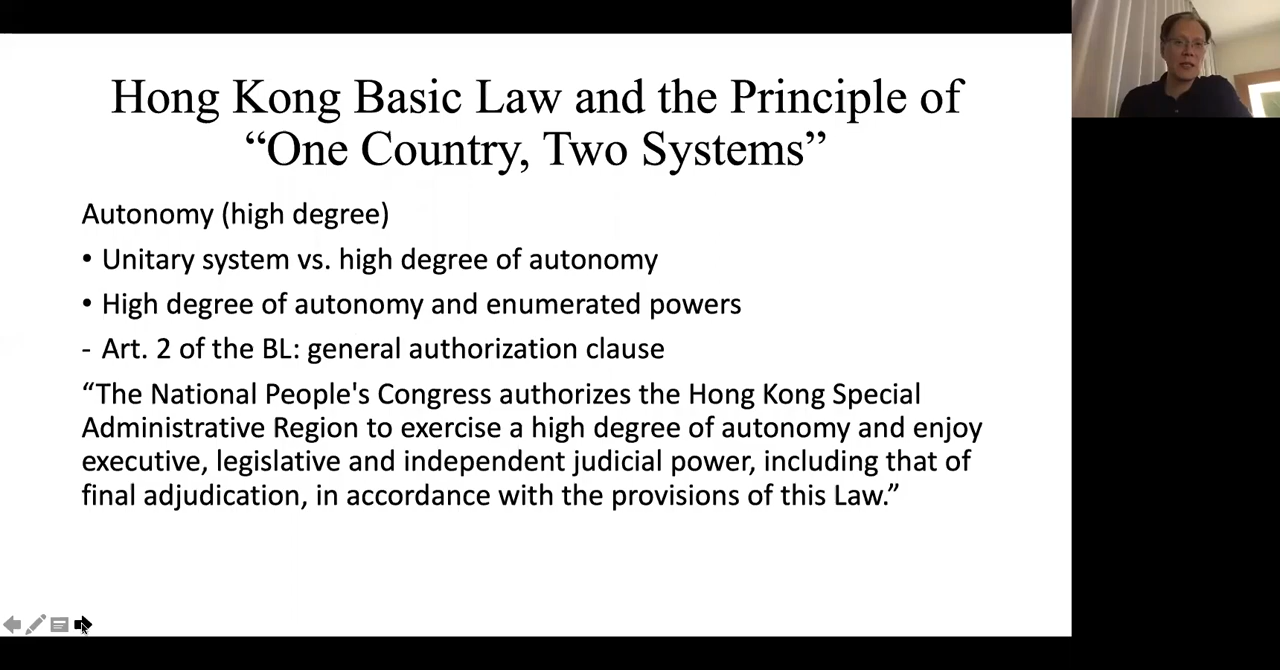 Hong Kong Basic Law and the Principle of
“One Country, Two Systems”
Autonomy (high degree)
• Unitary system vs. high degree of autonomy
• High degree of autonomy and enumerated powers
- Art. 2 of the BL: general authorization clause
“The National People's Congress authorizes the Hong Kong Special
Administrative Region to exercise a high degree of autonomy and enjoy
executive, legislative and independent judicial power, including that of
final adjudication, in accordance with the provisions of this Law.”